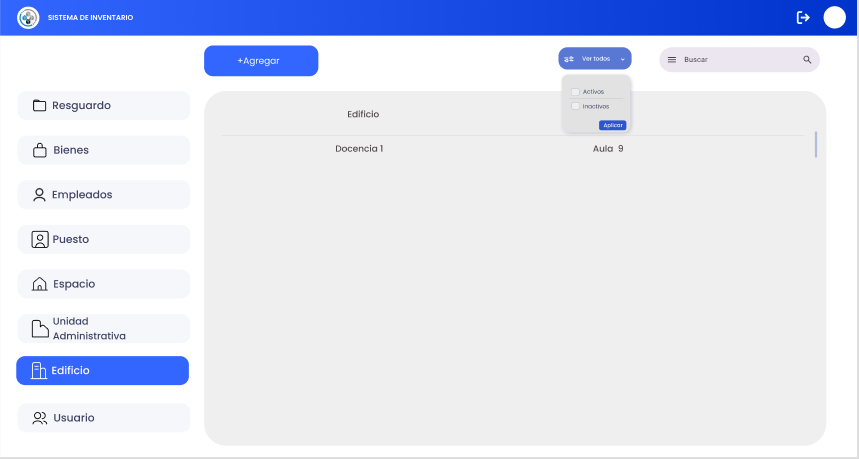 SISTEMA DE INVENTARIO
+Agregar
Ver todos
Buscar
Activos
Inactivos
Aplicar
Resguardo
Bienes
Empleados
Puesto
Espacio
Unidad
Administrativa
Edificio
Usuario
Edificio
Docencia 1
Aula 9